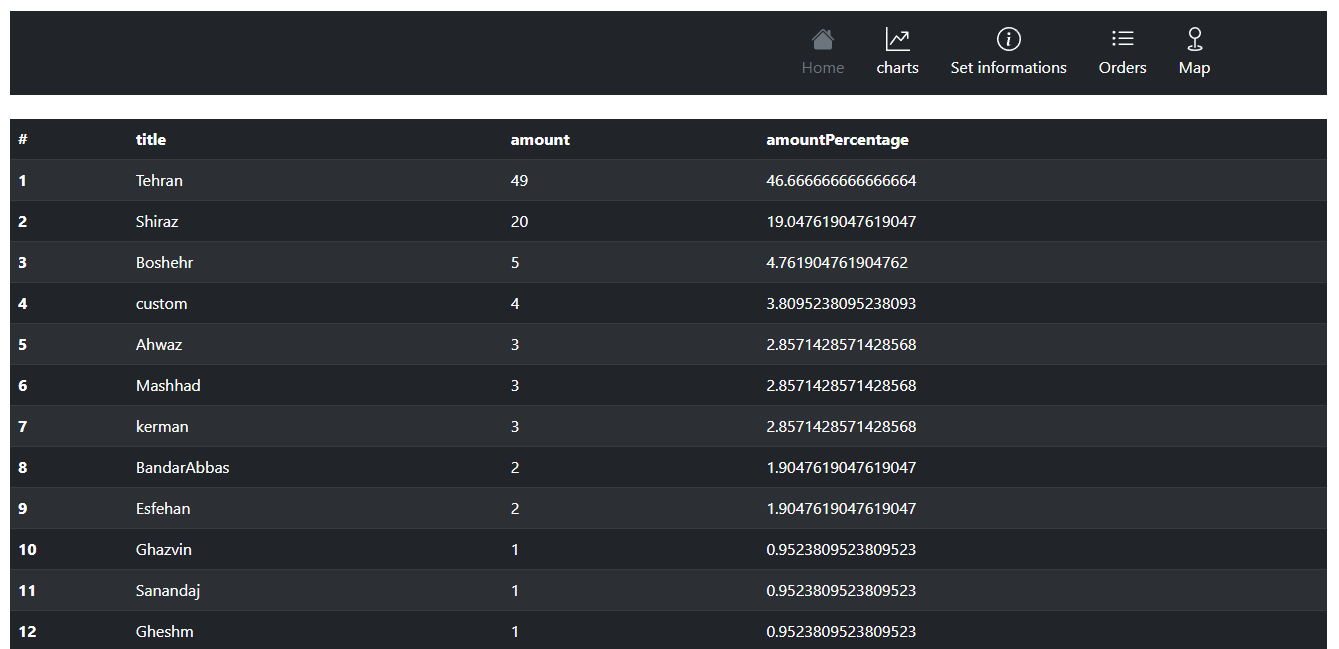 Home charts Set informations Orders Map
# title amount amountPercentage
1 Tehran 49 46.666666666666664
2 Shiraz 20 19.047619047619047
3 Boshehr 5 4.761904761904762
4 custom 4 3.8095238095238093
5 Ahwaz 3 2.8571428571428568
6 Mashhad 3 2.8571428571428568
7 kerman 3 2.8571428571428568
8 BandarAbbas 2 1.9047619047619047
9 Esfehan 2 1.9047619047619047
10 Ghazvin 1 0.9523809523809523
11 Sanandaj 1 0.9523809523809523
12 Gheshm 1 0.9523809523809523